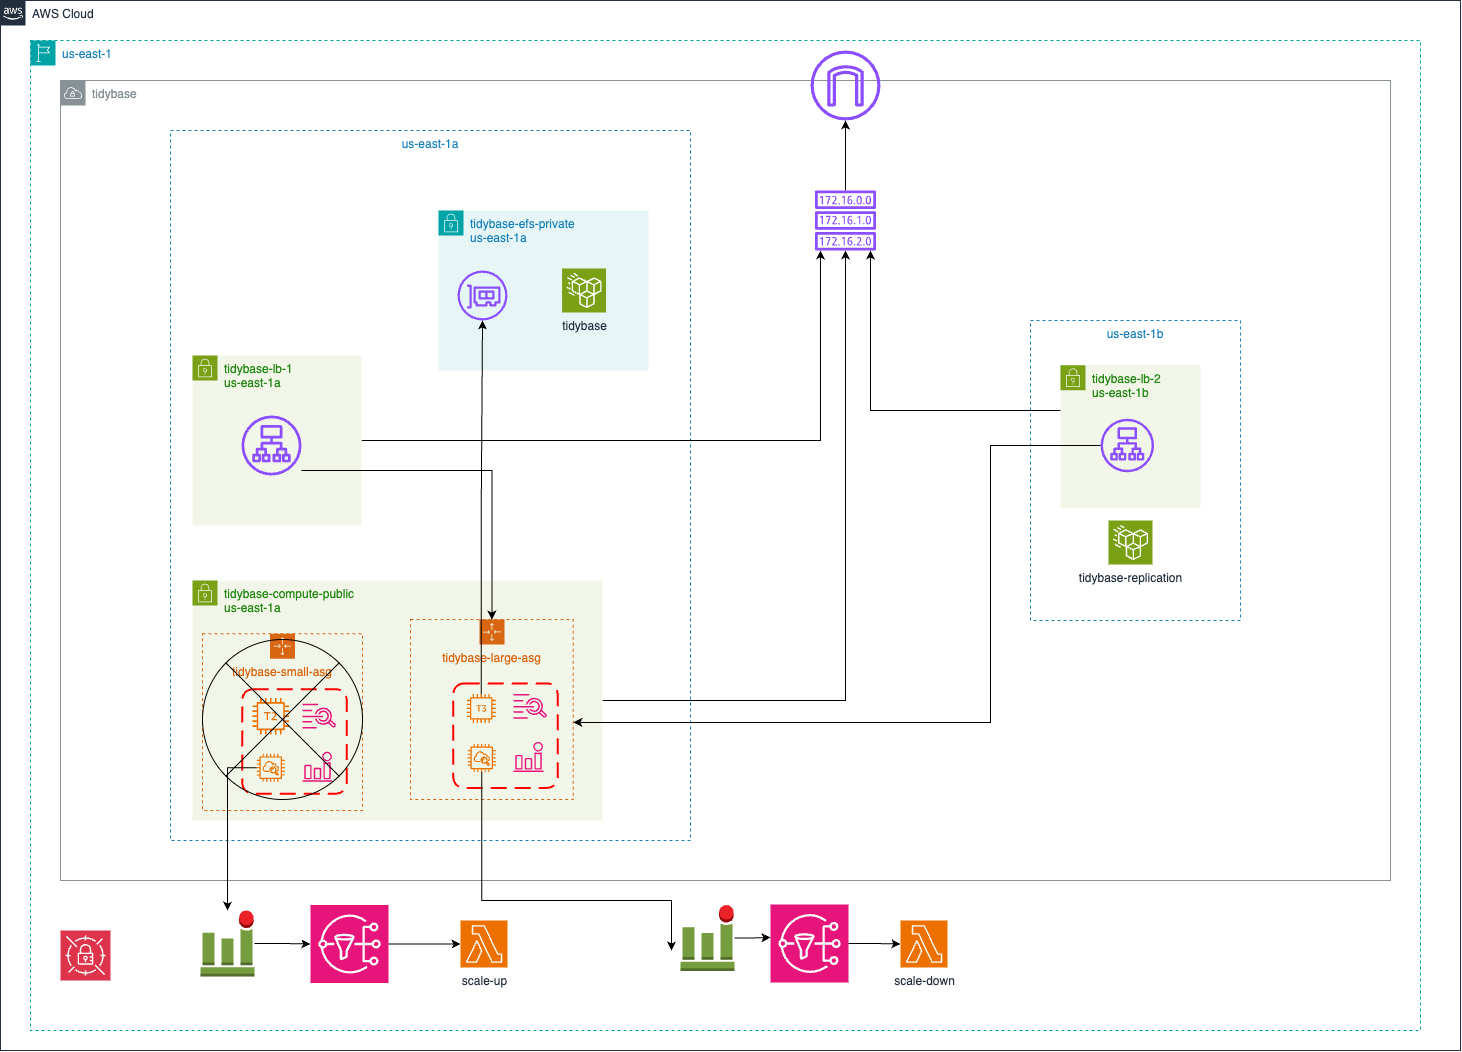 aws
AWS Cloud
us-east-1
tidybase
us-east-1a
172.16.0.0
172.16.1.0
172.16.2.0
tidybase-efs-private
us-east-1a
tidybase
us-east-1b
tidybase-lb-1
us-east-1a
tidybase-lb-2
us-east-1b
tidybase-replication
tidybase-compute-public
us-east-1a
tidybase-small-asg
T2
tidybase-large-asg
T3
scale-up
scale-down